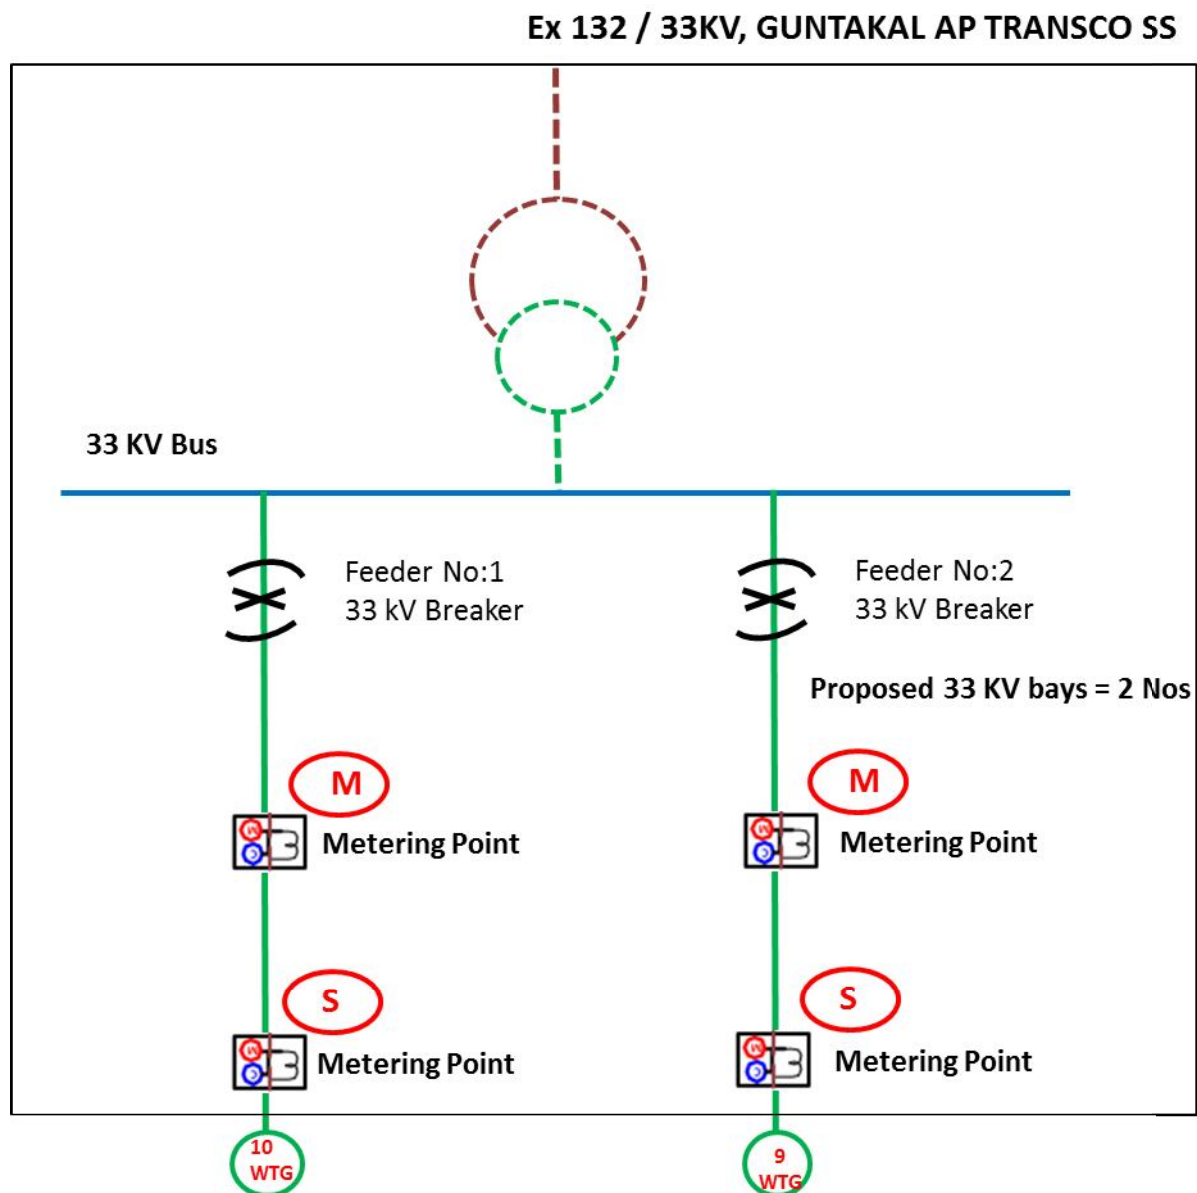 Ex 132 / 33KV, GUNTAKAL AP TRANSCO SS
33 KV Bus
Feeder No:1
33 kV Breaker
Feeder No:2
33 kV Breaker
Proposed 33 KV bays = 2 Nos
M
Metering Point
M
Metering Point
S
Metering Point
S
Metering Point
10
WTG
9
WTG